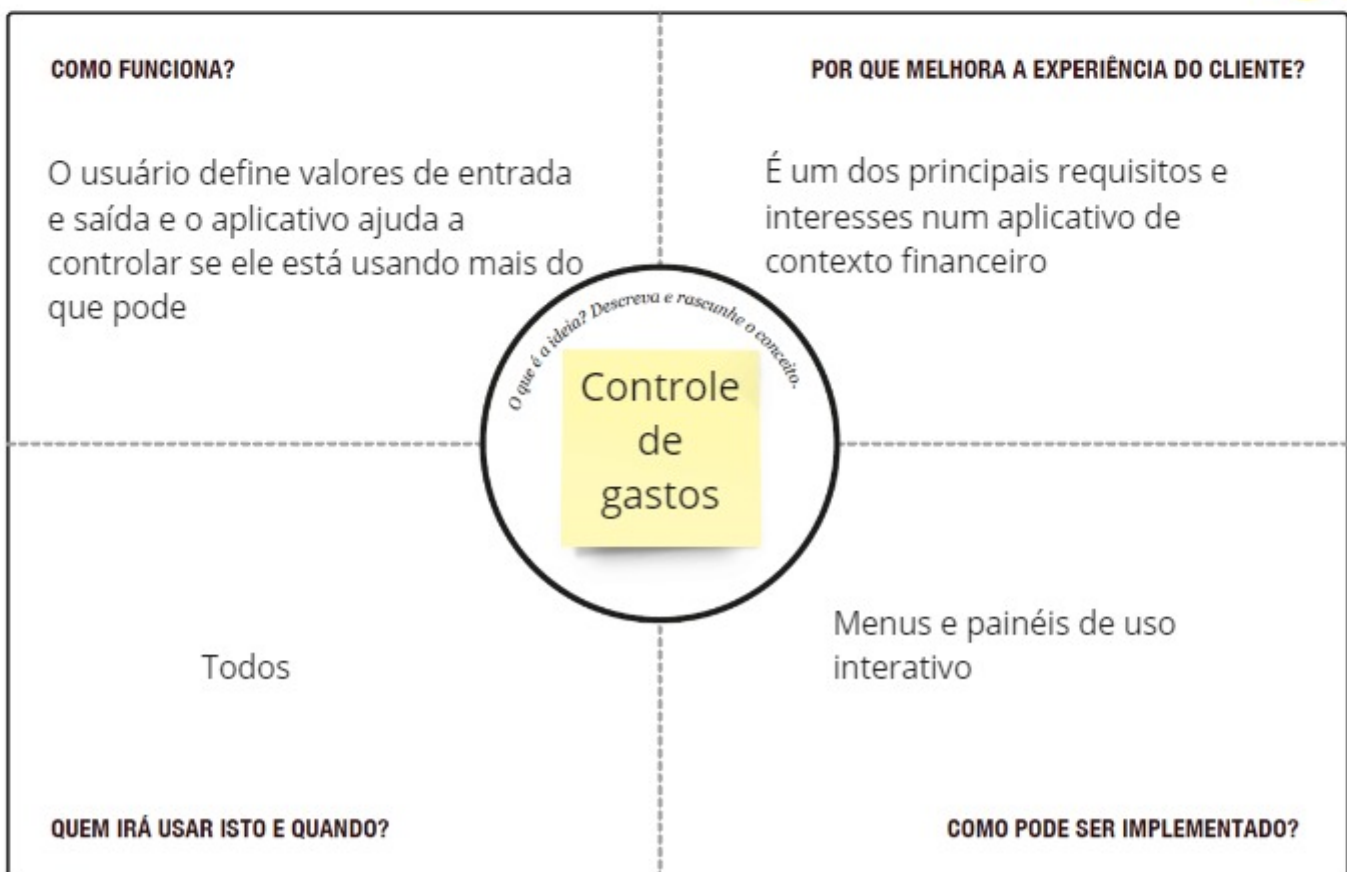 COMO FUNCIONA?
O usuário define valores de entrada
e saída e o aplicativo ajuda a
controlar se ele está usando mais do
que pode
POR QUE MELHORA A EXPERIÊNCIA DO CLIENTE?
É um dos principais requisitos e
interesses num aplicativo de
contexto financeiro
O que é a ideia? Descreva e rascunhe o conceito.
Controle
de
gastos
Todos
QUEM IRÁ USAR ISTO E QUANDO?
Menus e painéis de uso
interativo
COMO PODE SER IMPLEMENTADO?